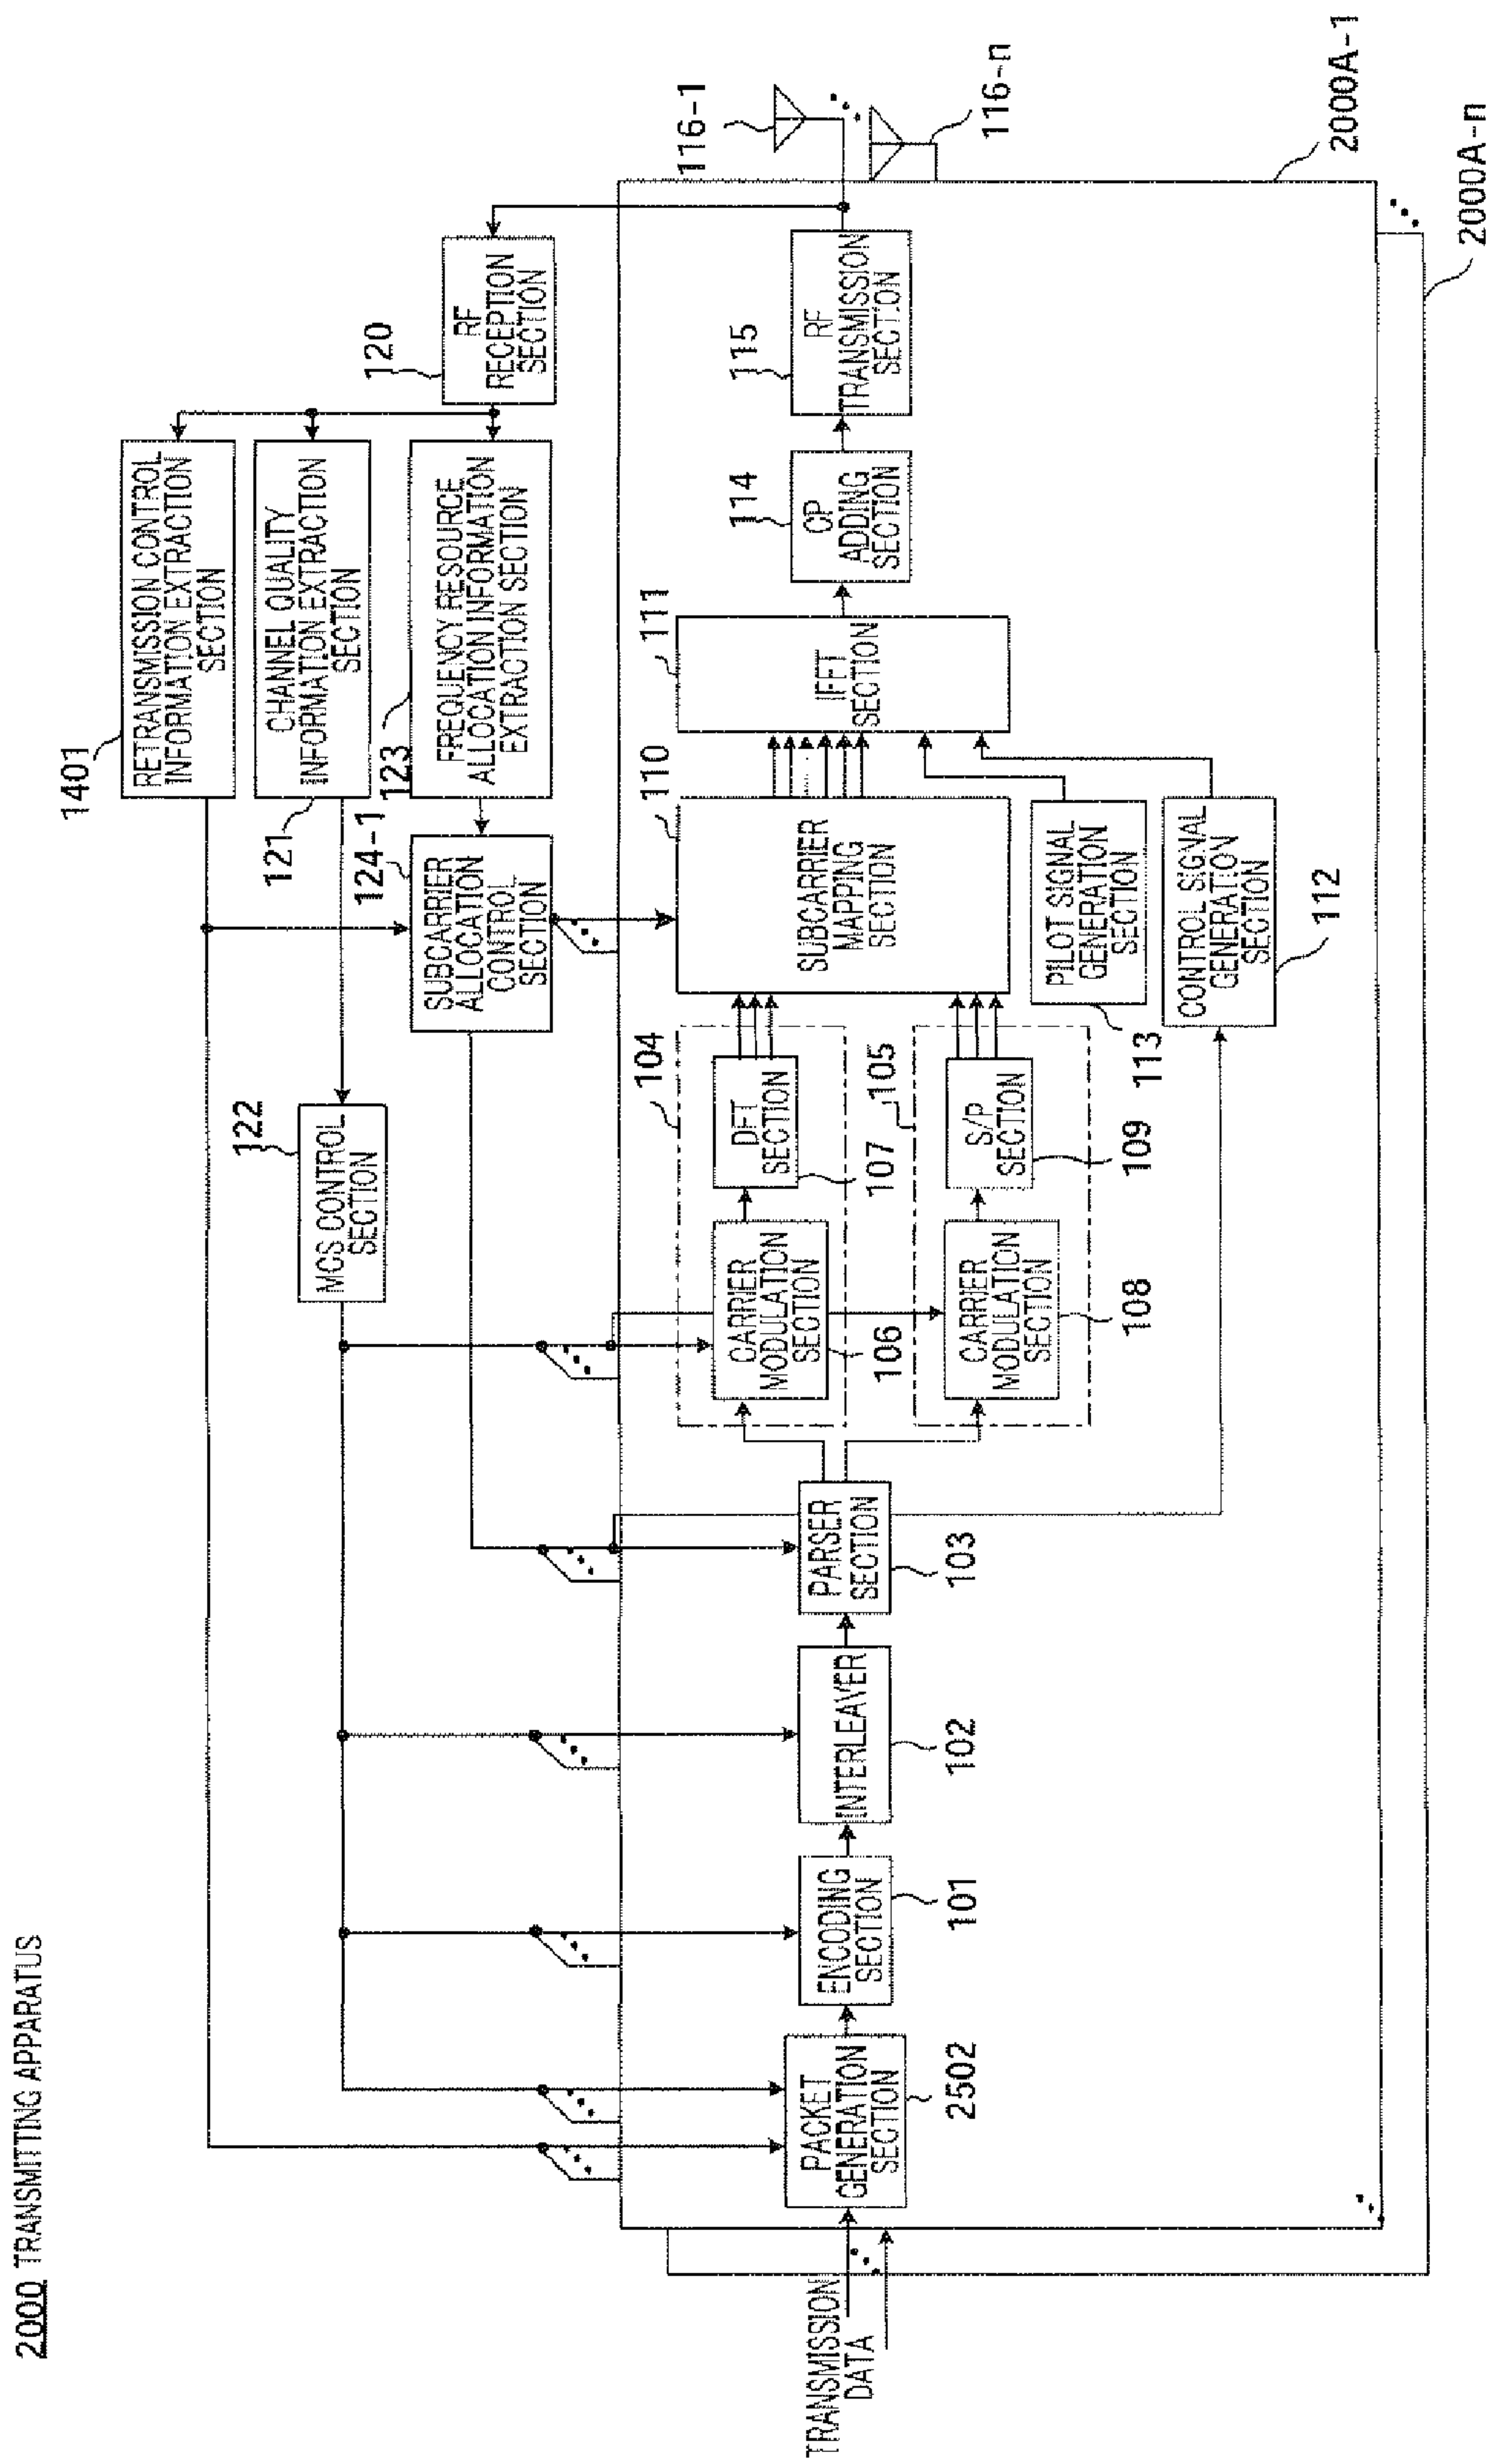 2000 TRANSMITTING APPARATUS
1401
RETRANSMISSION CONTROL
INFORMATION EXTRACTION
SECTION
121
CHANNEL QUALITY
INFORMATION EXTRACTION
SECTION
120
RF
RECEPTION
SECTION
122
MCS CONTROL
SECTION
124-1
SUBCARRIER
ALLOCATION
CONTROL
SECTION
123
FREQUENCY RESOURCE
ALLOCATION INFORMATION
EXTRACTION SECTION
116-1
116-n
TRANSMISSION
DATA
PACKET
GENERATION
SECTION
2502
ENCODING
SECTION
101
INTERLEAVER
102
PARSER
SECTION
103
104
CARRIER
MODULATION
SECTION
106
DFT
SECTION
107
105
CARRIER
MODULATION
SECTION
108
S/P
SECTION
109
110
SUBCARRIER
MAPPING
SECTION
111
IFFT
SECTION
114
CP
ADDING
SECTION
115
RF
TRANSMISSION
SECTION
PILOT SIGNAL
GENERATION
SECTION
113
CONTROL SIGNAL
GENERATION
SECTION
112
2000A-1
2000A-n